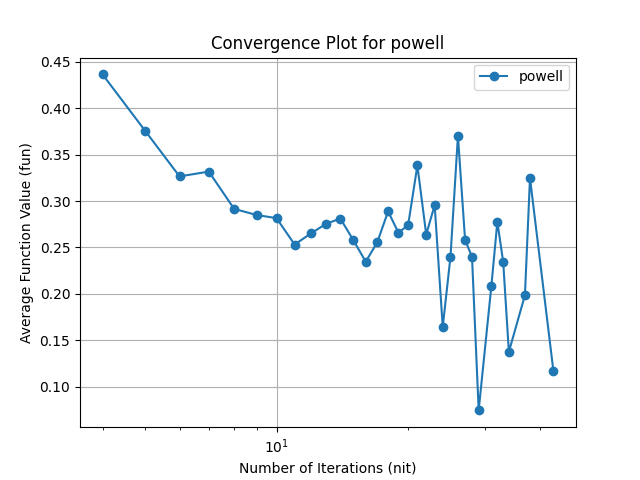 Convergence Plot for powell
powell
Average Function Value (fun)
0.45
0.40
0.35
0.30
0.25
0.20
0.15
0.10
10¹
Number of Iterations (nit)